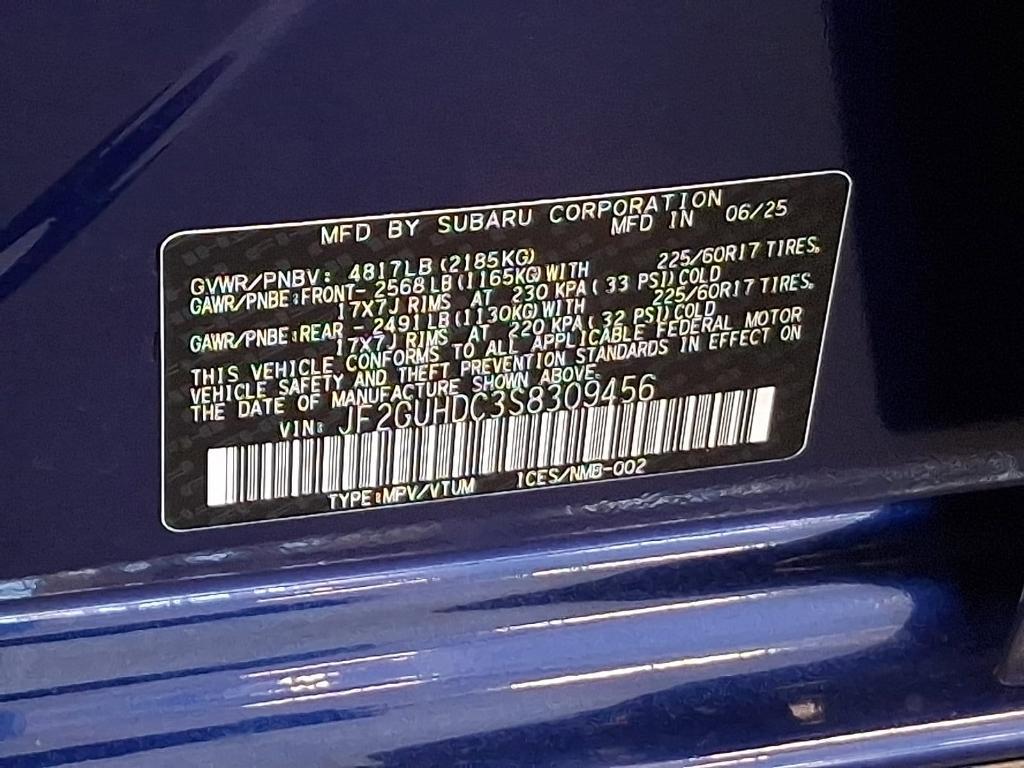 MFD BY SUBARU CORPORATION
MFD IN 06/25
GVWR/PNBV: 4817LB (2185KG)
GAWR/PNBE:FRONT- 2568LB(1165KG)WITH 225/60R17 TIRES.
17X7J RIMS AT 230 KPA( 33 PSI)COLD
GAWR/PNBE:REAR - 2491LB(1130KG)WITH 225/60R17 TIRES.
17X7J RIMS AT 220 KPA( 32 PSI)COLD
THIS VEHICLE CONFORMS TO ALL APPLICABLE FEDERAL MOTOR
VEHICLE SAFETY AND THEFT PREVENTION STANDARDS IN EFFECT ON
THE DATE OF MANUFACTURE SHOWN ABOVE.
VIN: JF2GUHDC3S8309456
TYPE:MPV/VTUM ICES/NMB-002